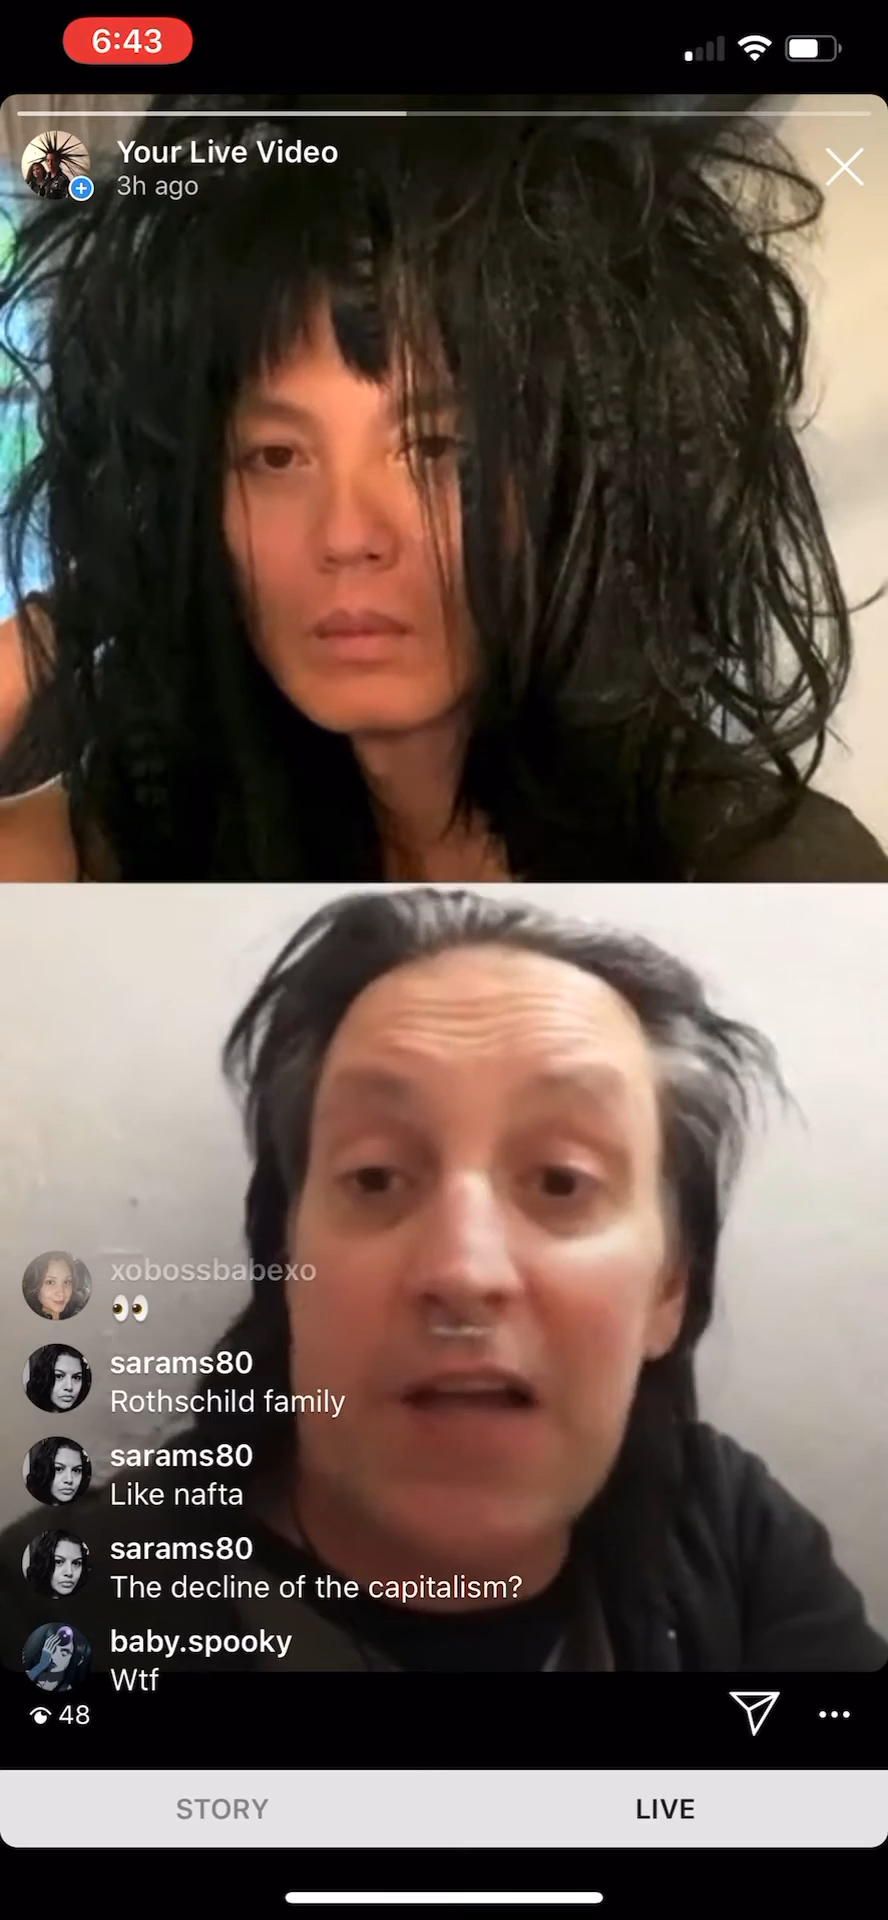 6:43
Your Live Video
3h ago
xobossbabexo
👀
sarams80
Rothschild family
sarams80
Like nafta
sarams80
The decline of the capitalism?
baby.spooky
Wtf
48
STORY
LIVE